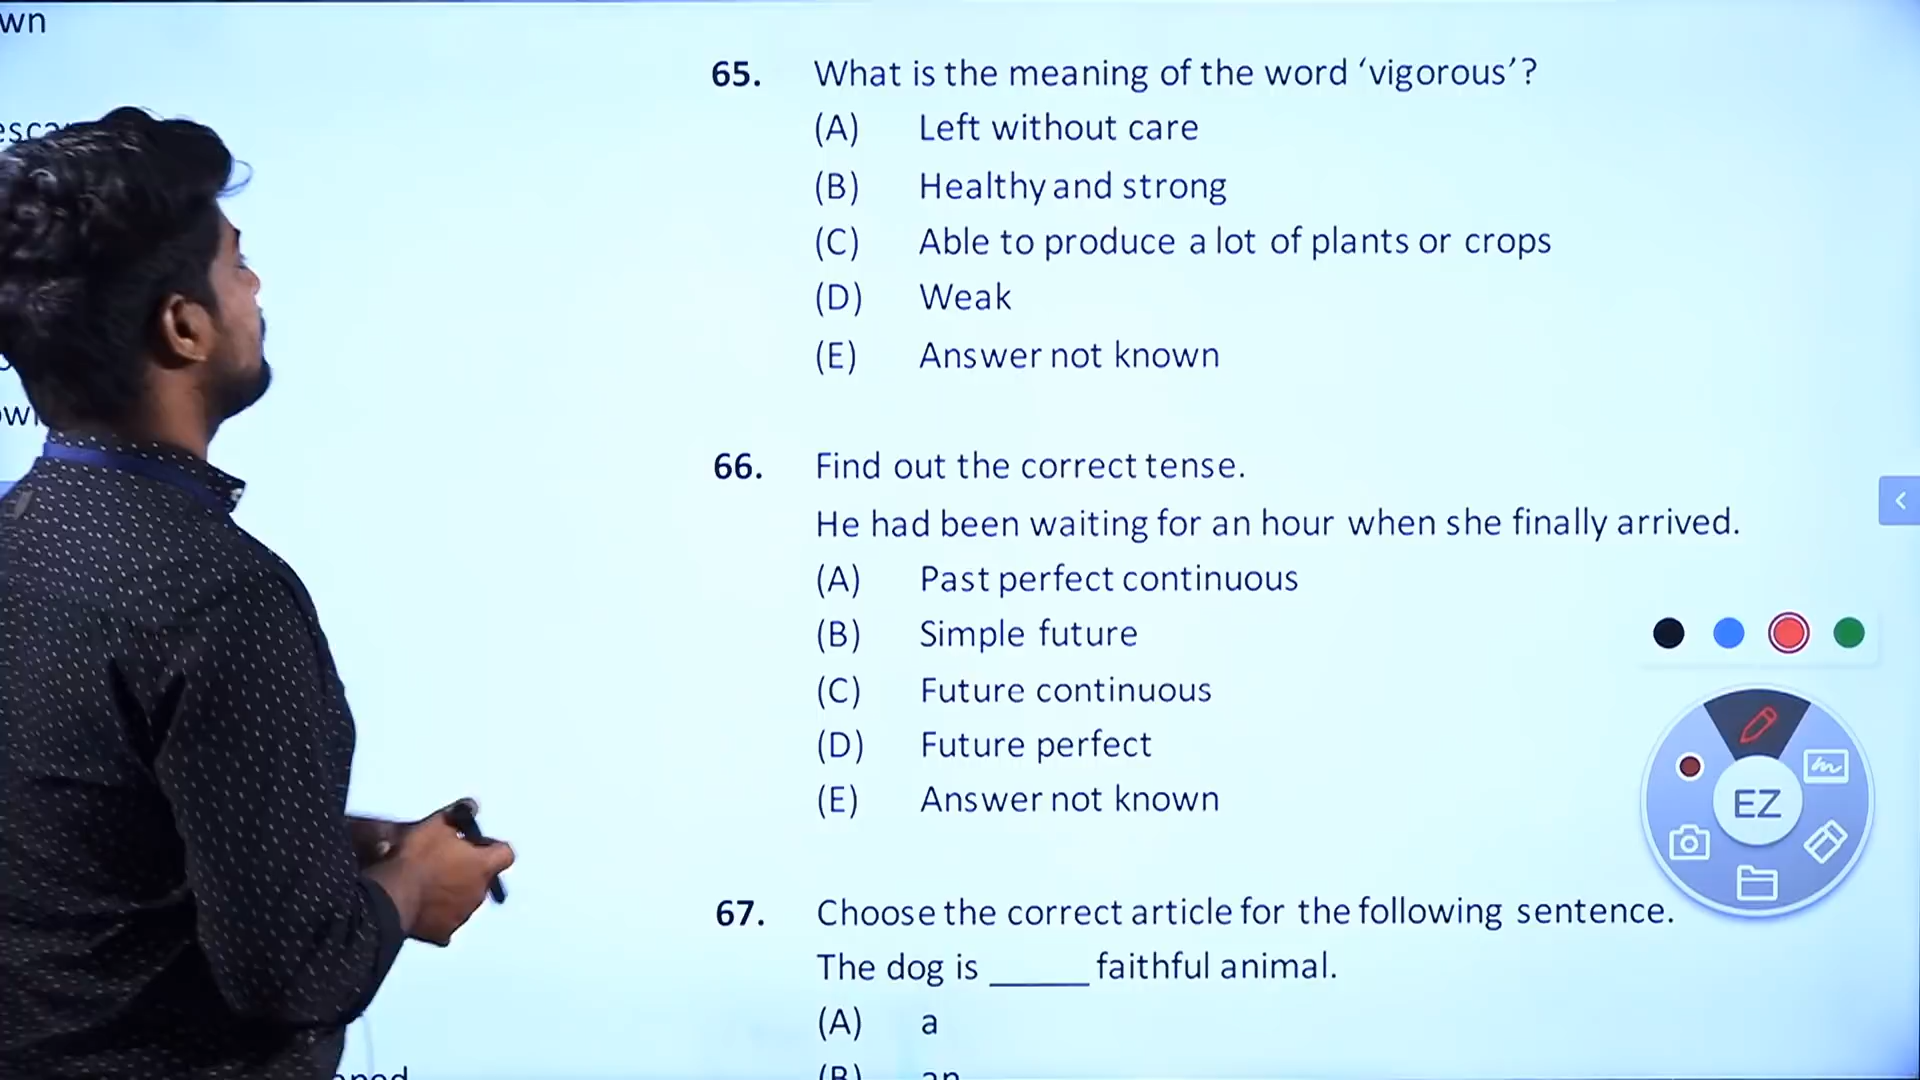 wn
65. What is the meaning of the word ‘vigorous’?
(A) Left without care
(B) Healthy and strong
(C) Able to produce a lot of plants or crops
(D) Weak
(E) Answer not known
66. Find out the correct tense.
He had been waiting for an hour when she finally arrived.
(A) Past perfect continuous
(B) Simple future
(C) Future continuous
(D) Future perfect
(E) Answer not known
EZ
67. Choose the correct article for the following sentence.
The dog is _____ faithful animal.
(A) a
(B) an